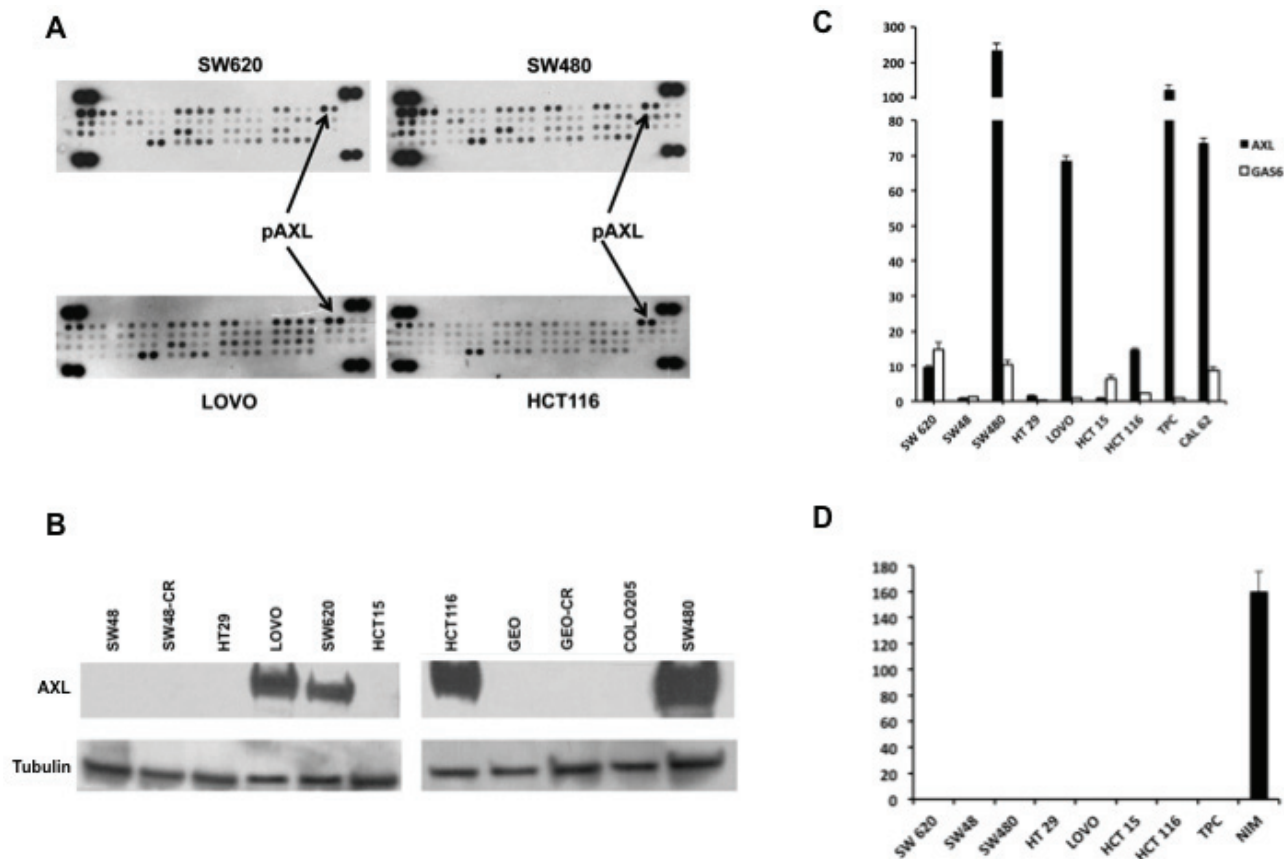 A
SW620
SW480
pAXL
pAXL
LOVO
HCT116
B
SW48
SW48-CR
HT29
LOVO
SW620
HCT15
HCT116
GEO
GEO-CR
COLO205
SW480
AXL
Tubulin
C
300
200
100
80
70
60
50
40
30
20
10
0
AXL
GAS6
SW 620
SW48
SW480
HT 29
LOVO
HCT 15
HCT 116
TPC
CAL 62
D
180
160
140
120
100
80
60
40
20
0
SW 620
SW48
SW480
HT 29
LOVO
HCT 15
HCT 116
TPC
NIM